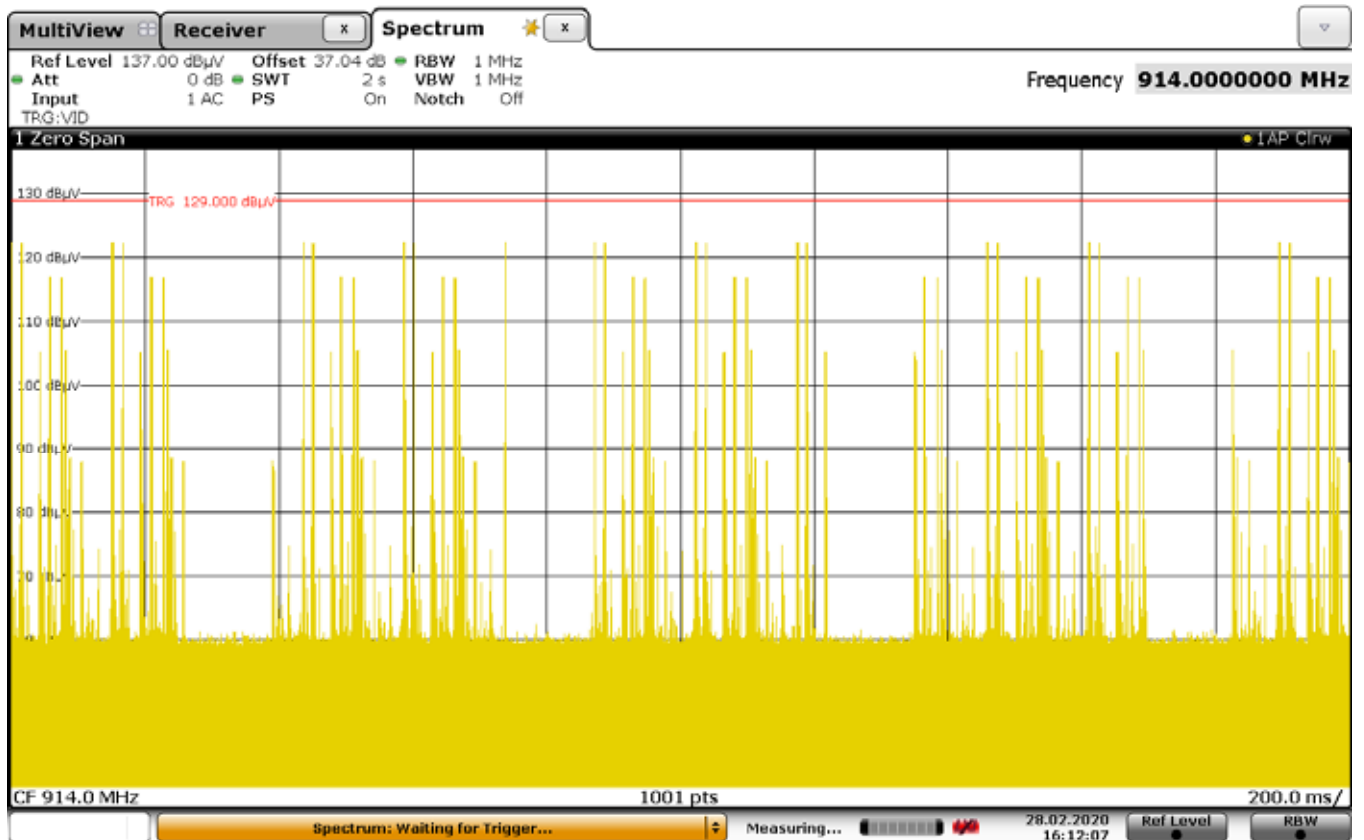 MultiView Receiver x Spectrum x
Ref Level 137.00 dBµV Offset 37.04 dB RBW 1 MHz
Att 0 dB SWT 2 s VBW 1 MHz
Input 1 AC PS On Notch Off
TRG:VID
Frequency 914.0000000 MHz
1 Zero Span 1AP Clrw
130 dBµV
TRG 129.000 dBµV
120 dBµV
110 dBµV
100 dBµV
90 dBµV
80 dBµV
CF 914.0 MHz 1001 pts 200.0 ms/
Spectrum: Waiting for Trigger... Measuring... 28.02.2020 Ref Level RBW
16:12:07